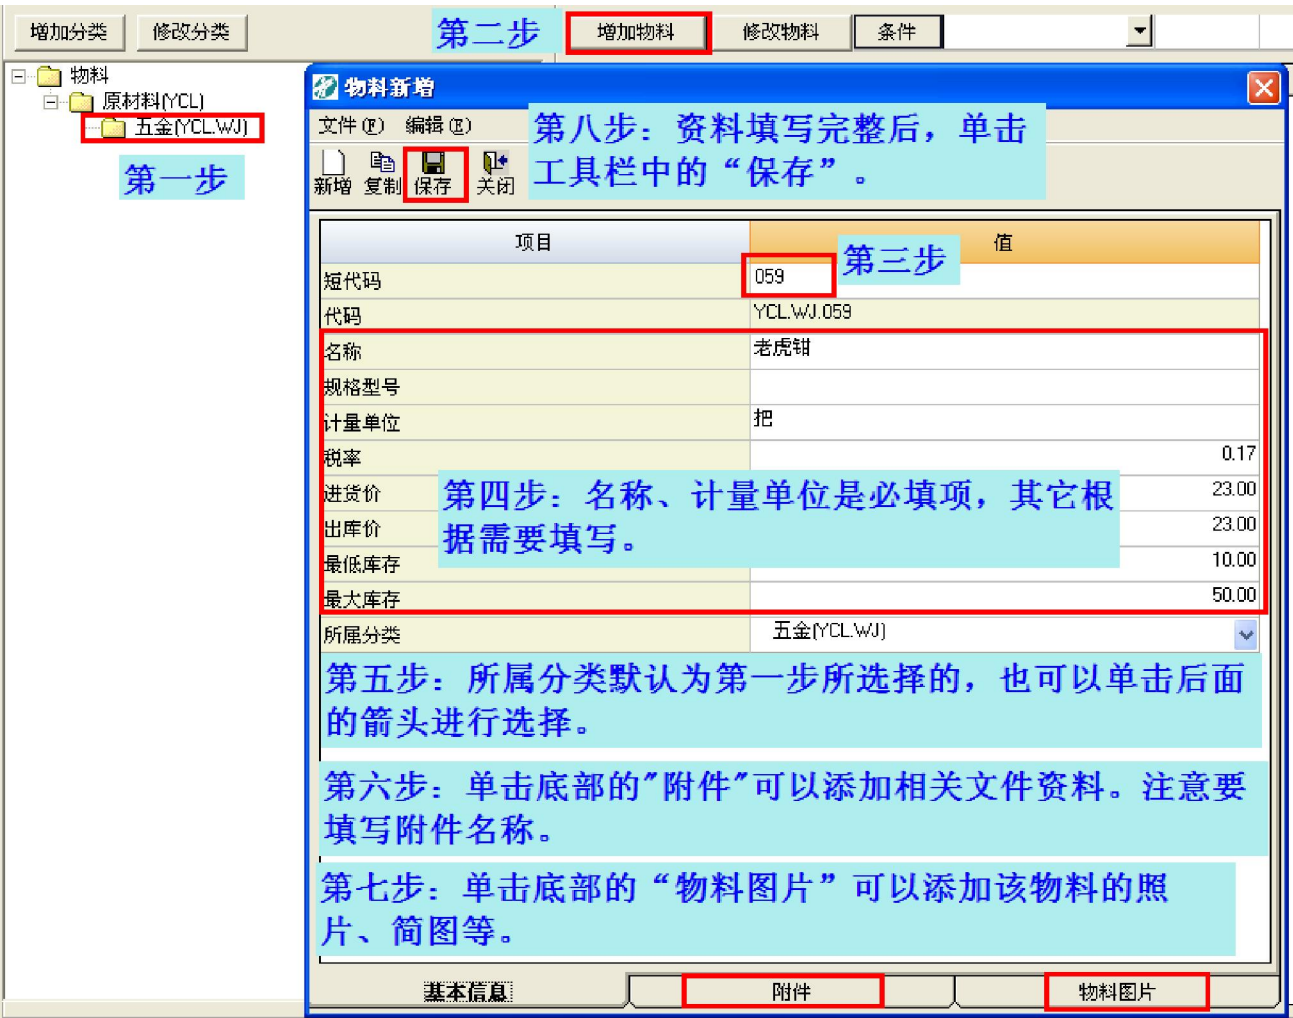 增加分类 修改分类 第二步 增加物料 修改物料 条件
物料
原材料(YCL)
五金(YCL.WJ)
第一步
物料新增
文件(F) 编辑(E)
第八步：资料填写完整后，单击
工具栏中的“保存”。
新增 复制 保存 关闭
项目 值
第三步
短代码 059
代码 YCL.WJ.059
名称 老虎钳
规格型号
计量单位 把
税率 0.17
进货价 23.00
出库价 23.00
最低库存 10.00
最大库存 50.00
第四步：名称、计量单位是必填项，其它根
据需要填写。
所属分类 五金(YCL.WJ)
第五步：所属分类默认为第一步所选择的，也可以单击后面
的箭头进行选择。
第六步：单击底部的"附件"可以添加相关文件资料。注意要
填写附件名称。
第七步：单击底部的“物料图片”可以添加该物料的照
片、简图等。
基本信息 附件 物料图片